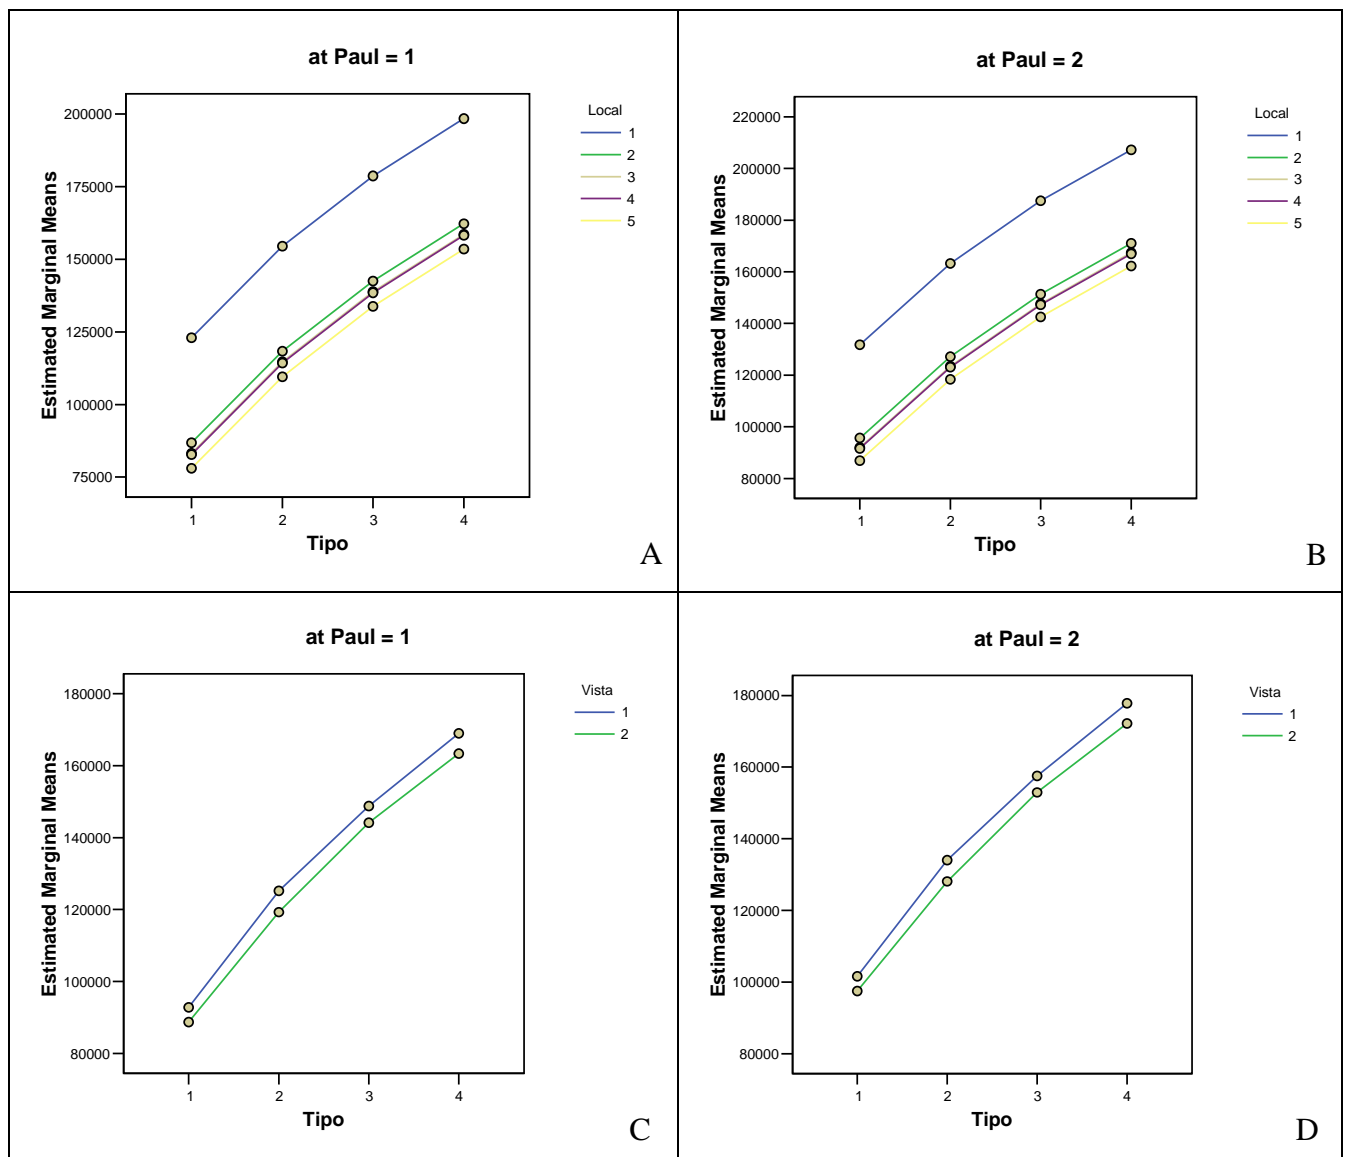 at Paul = 1
Estimated Marginal Means
200000
175000
150000
125000
100000
75000
1 2 3 4
Tipo
Local
1
2
3
4
5
A
at Paul = 2
Estimated Marginal Means
220000
200000
180000
160000
140000
120000
100000
80000
1 2 3 4
Tipo
Local
1
2
3
4
5
B
at Paul = 1
Estimated Marginal Means
180000
160000
140000
120000
100000
80000
1 2 3 4
Tipo
Vista
1
2
C
at Paul = 2
Estimated Marginal Means
180000
160000
140000
120000
100000
80000
1 2 3 4
Tipo
Vista
1
2
D